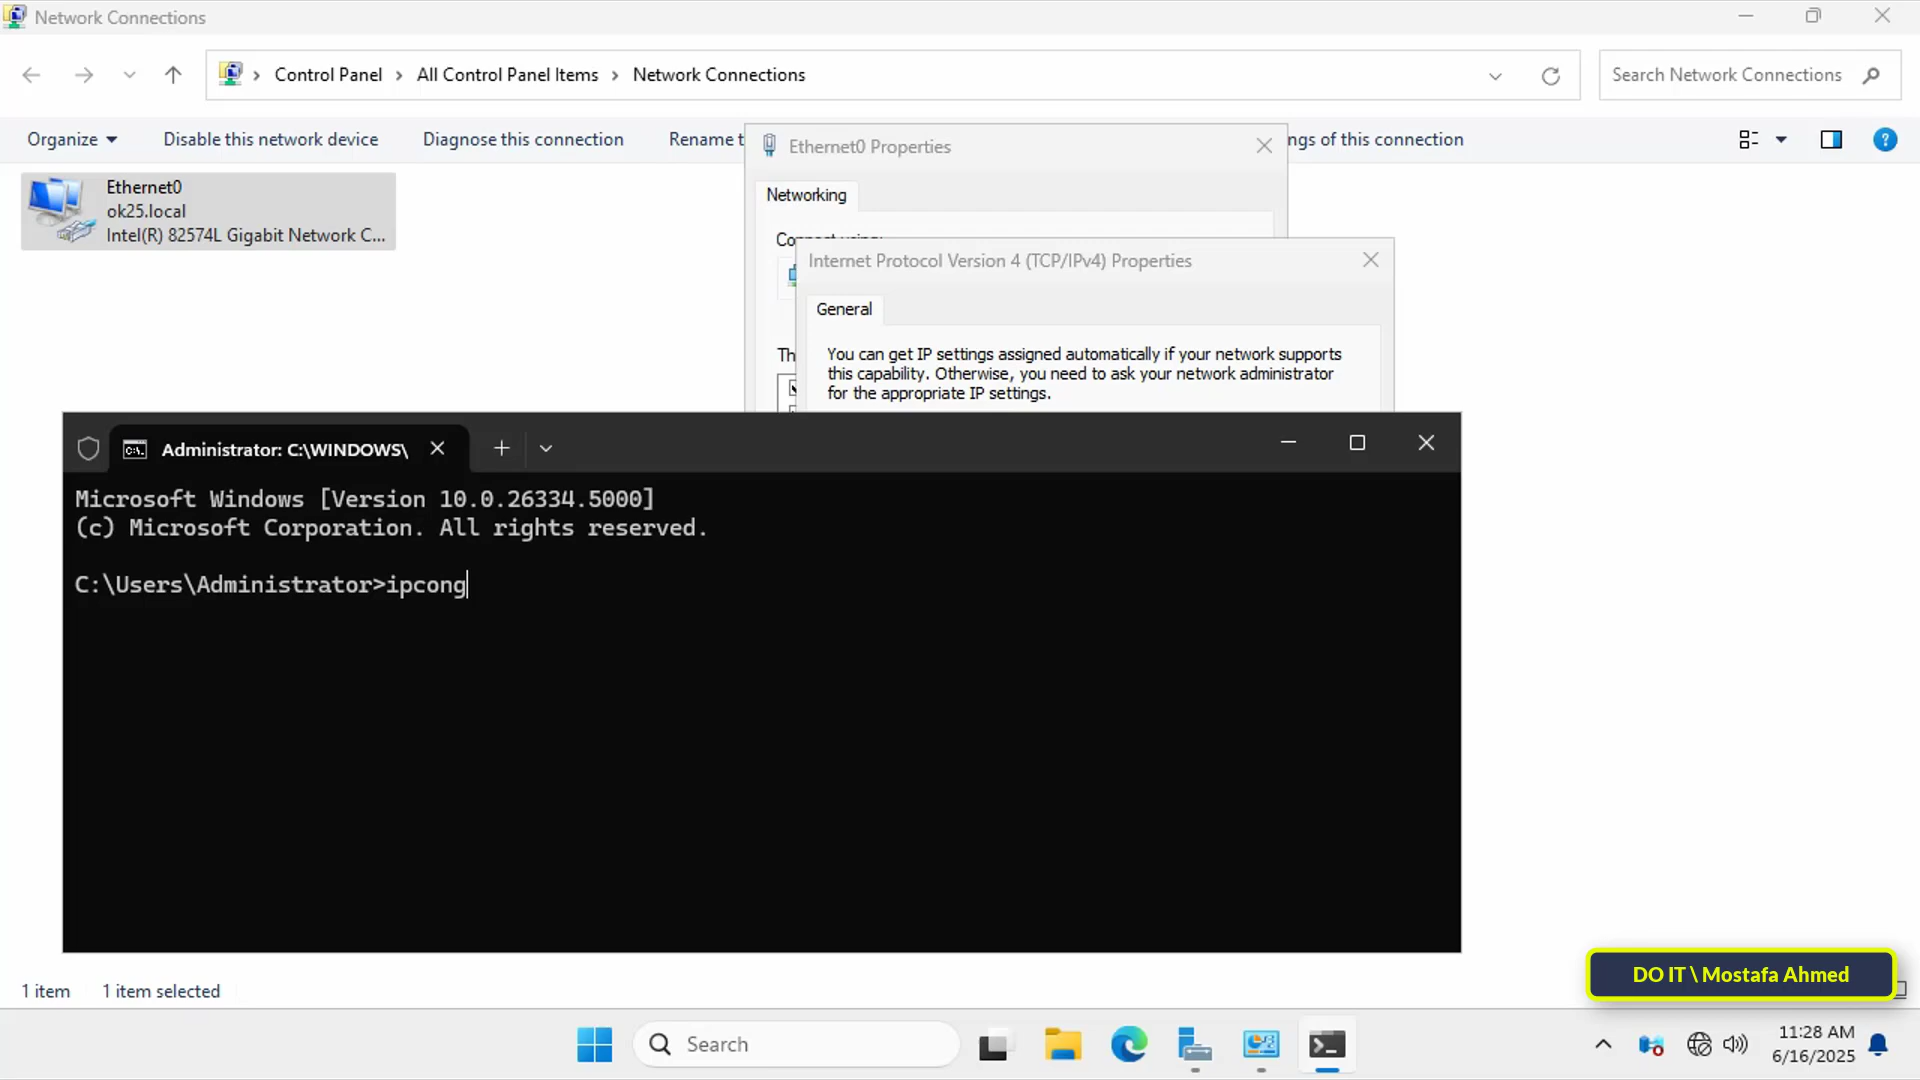 Network Connections
Control Panel > All Control Panel Items > Network Connections
Search Network Connections
Organize
Disable this network device
Diagnose this connection
Rename t
ngs of this connection
Ethernet0
ok25.local
Intel(R) 82574L Gigabit Network C...
Ethernet0 Properties
Networking
Internet Protocol Version 4 (TCP/IPv4) Properties
General
You can get IP settings assigned automatically if your network supports
this capability. Otherwise, you need to ask your network administrator
for the appropriate IP settings.
Th
Administrator: C:\WINDOWS\
Microsoft Windows [Version 10.0.26334.5000]
(c) Microsoft Corporation. All rights reserved.
C:\Users\Administrator>ipcong
DO IT \ Mostafa Ahmed
1 item
1 item selected
Search
11:28 AM
6/16/2025